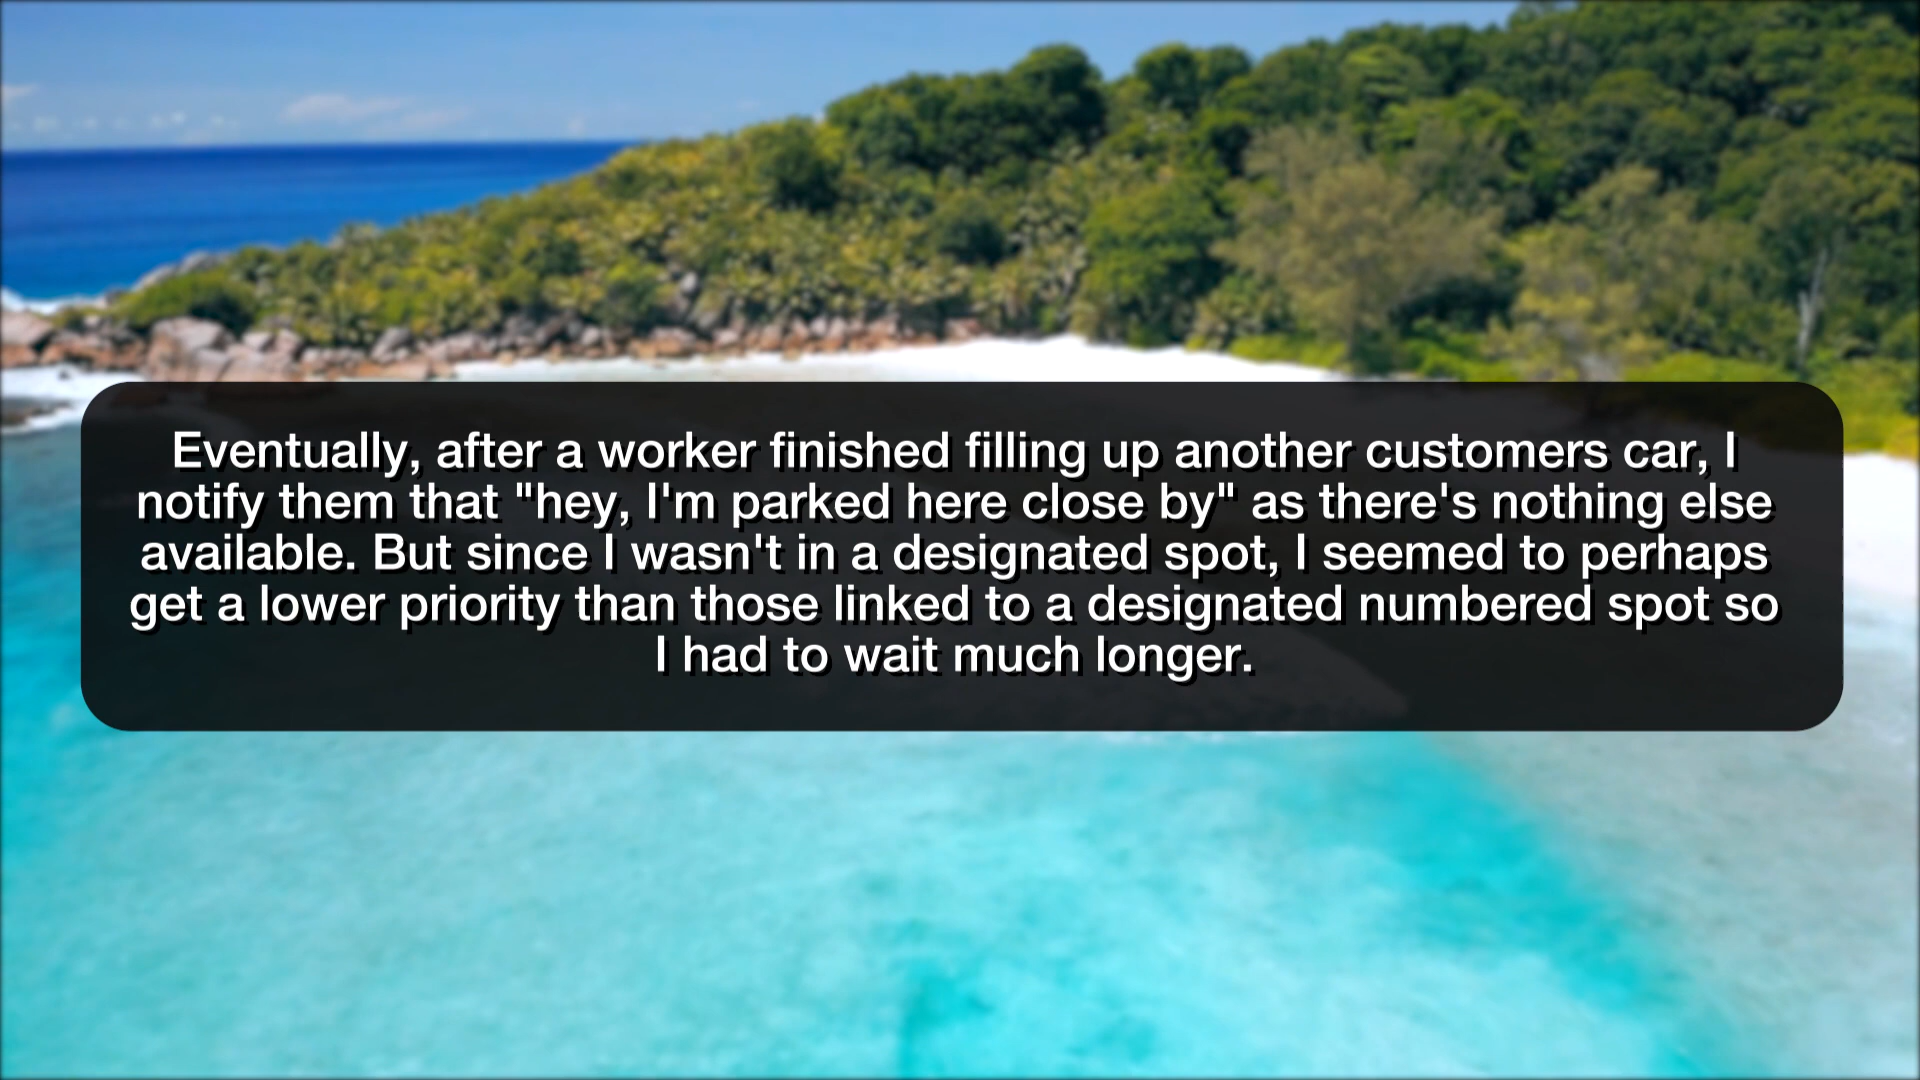 Eventually, after a worker finished filling up another customers car, I
notify them that "hey, I'm parked here close by" as there's nothing else
available. But since I wasn't in a designated spot, I seemed to perhaps
get a lower priority than those linked to a designated numbered spot so
I had to wait much longer.